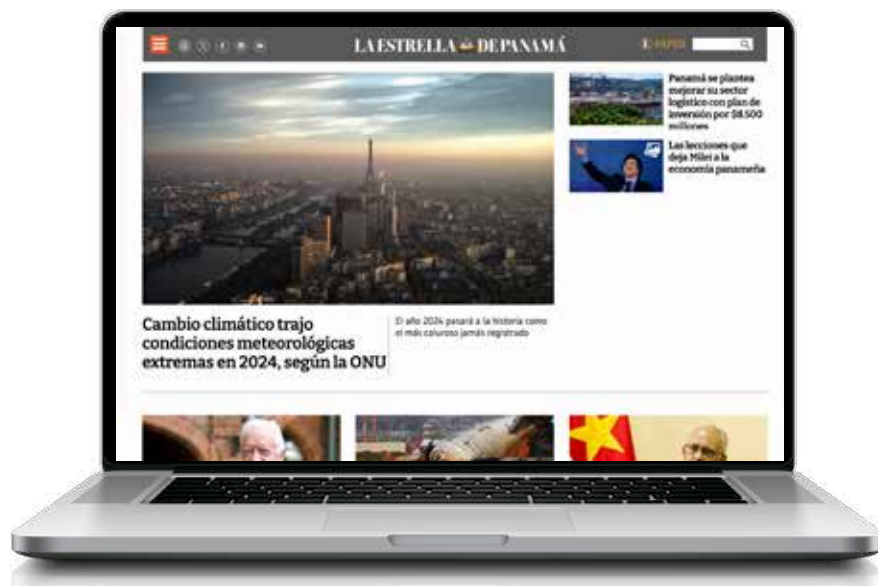 LA ESTRELLA DE PANAMÁ
E-PAPER
Panamá se plantea
mejorar su sector
logístico con plan de
inversión por $8.500
millones
Las lecciones que
deja Milei a la
economía panameña
Cambio climático trajo
condiciones meteorológicas
extremas en 2024, según la ONU
El año 2024 pasará a la historia como
el más caluroso jamás registrado